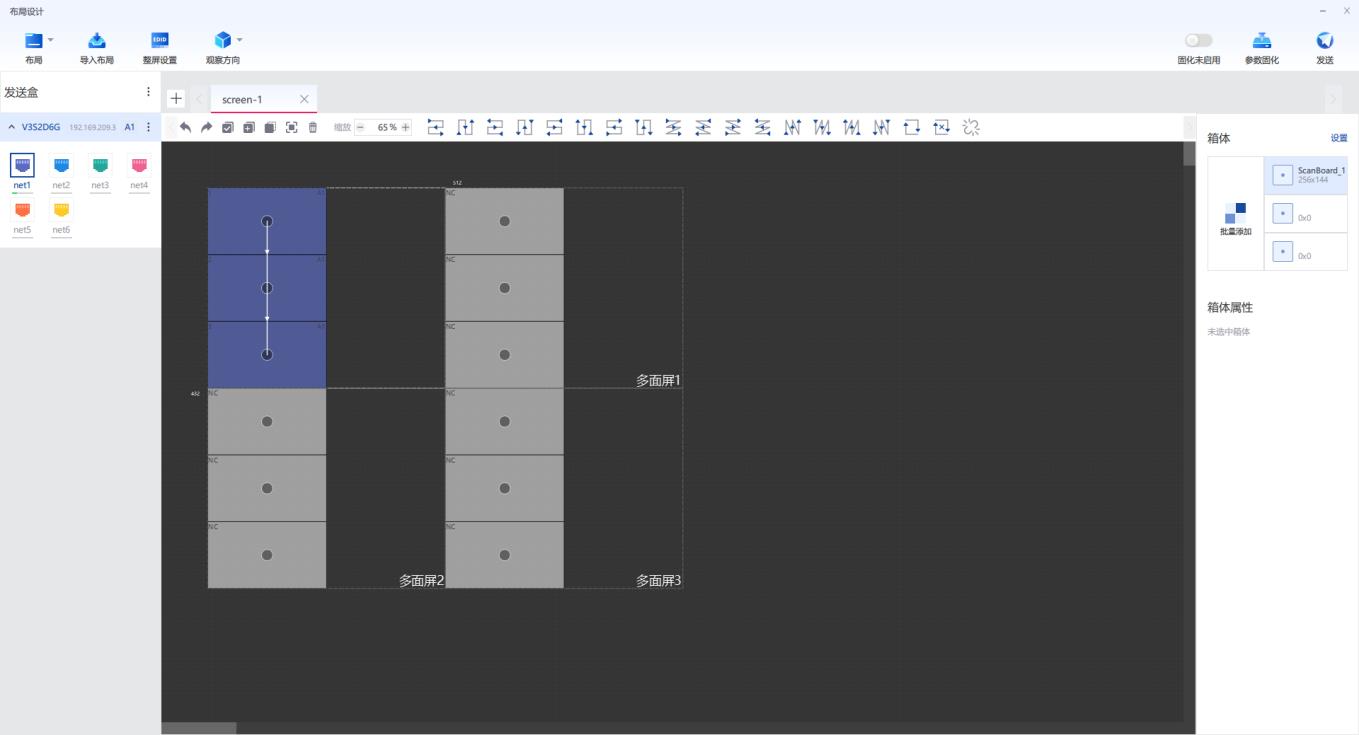 布局设计
布局
导入布局
EDID
整屏设置
观察方向
固化未启用
参数固化
发送
发送盒
screen-1
V3S2D6G 192.169.209.3 A1
缩放 65 %
net1 net2 net3 net4
net5 net6
512
432
NC
NC
NC
NC
NC
NC
NC
NC
NC
多面屏1
多面屏2
多面屏3
箱体 设置
批量添加
ScanBoard_1
256x144
0x0
0x0
箱体属性
未选中箱体